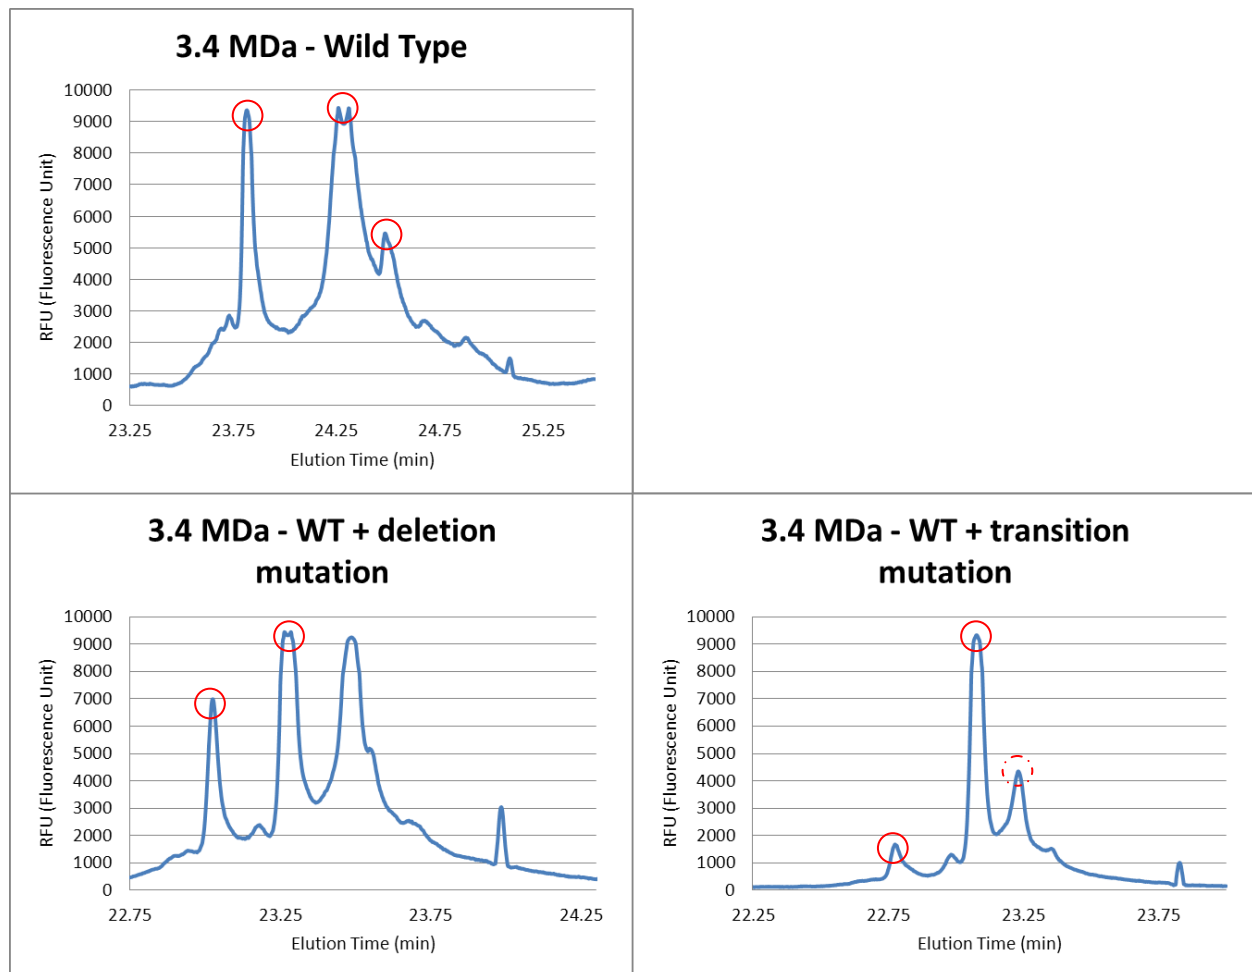 3.4 MDa - Wild Type
10000
9000
8000
7000
6000
5000
4000
3000
2000
1000
0
RFU (Fluorescence Unit)
23.25 23.75 24.25 24.75 25.25
Elution Time (min)
3.4 MDa - WT + deletion
mutation
10000
9000
8000
7000
6000
5000
4000
3000
2000
1000
0
RFU (Fluorescence Unit)
22.75 23.25 23.75 24.25
Elution Time (min)
3.4 MDa - WT + transition
mutation
10000
9000
8000
7000
6000
5000
4000
3000
2000
1000
0
RFU (Fluorescence Unit)
22.25 22.75 23.25 23.75
Elution Time (min)